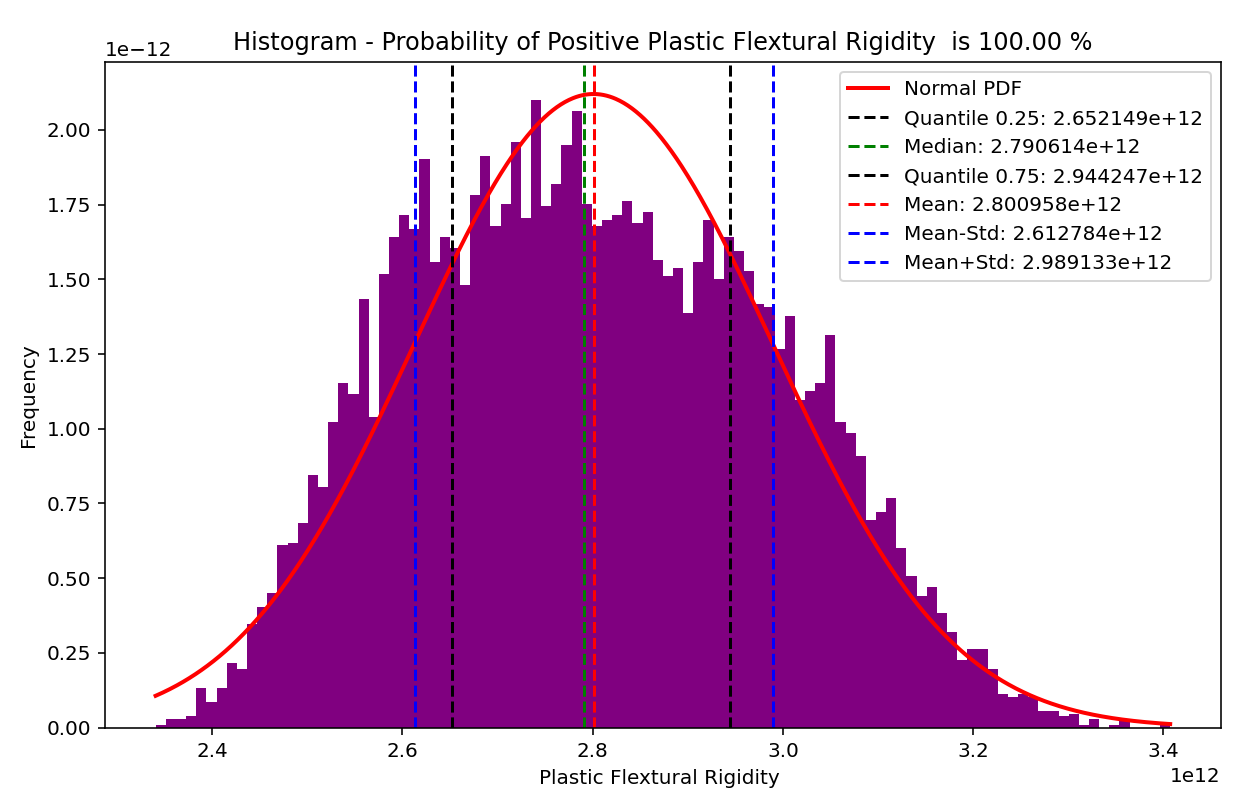 Histogram - Probability of Positive Plastic Flextural Rigidity  is 100.00 %
1e−12
Normal PDF
Quantile 0.25: 2.652149e+12
Median: 2.790614e+12
Quantile 0.75: 2.944247e+12
Mean: 2.800958e+12
Mean-Std: 2.612784e+12
Mean+Std: 2.989133e+12
Frequency
2.00
1.75
1.50
1.25
1.00
0.75
0.50
0.25
0.00
2.4 2.6 2.8 3.0 3.2 3.4
1e12
Plastic Flextural Rigidity